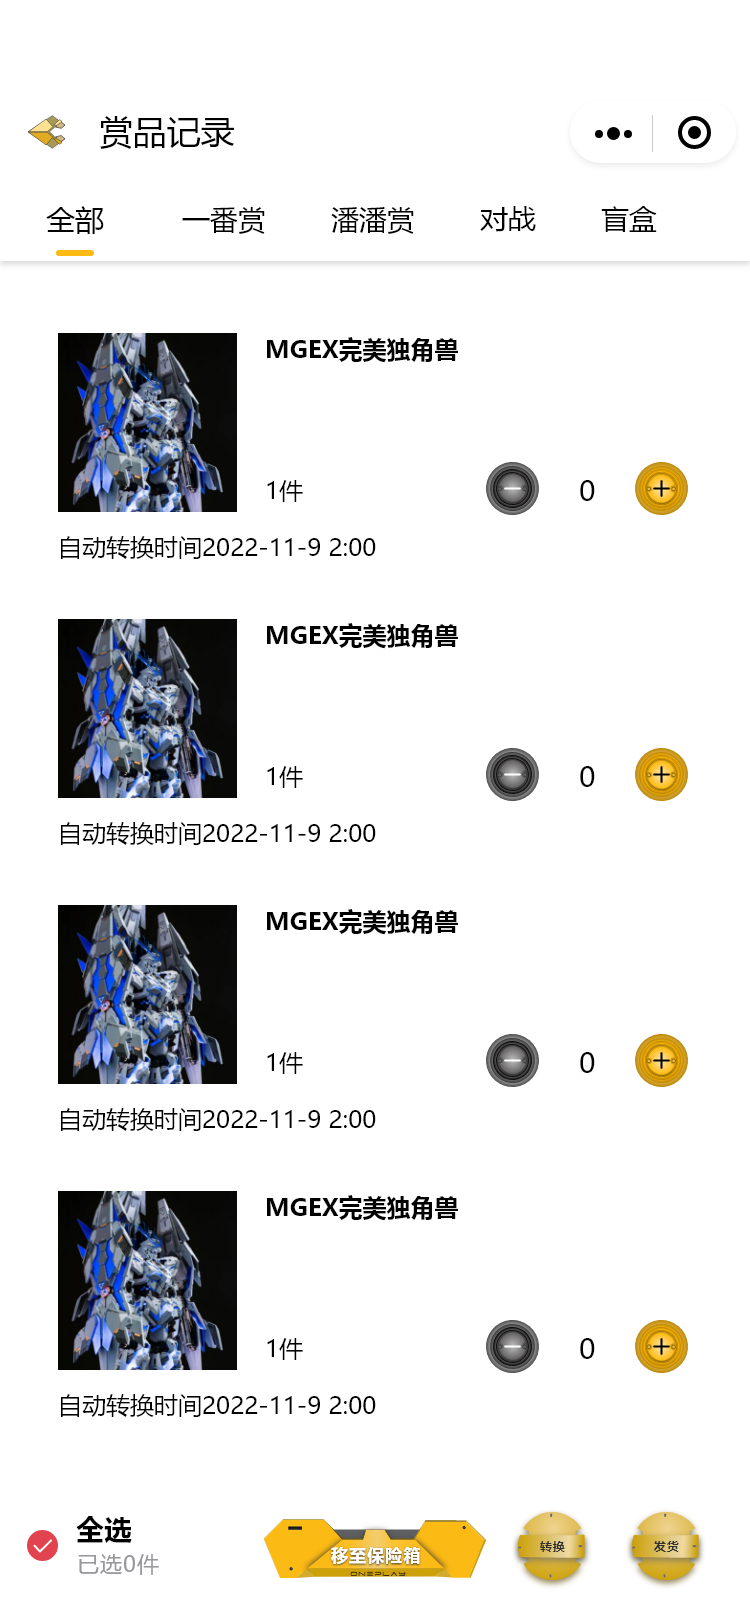 赏品记录
全部 一番赏 潘潘赏 对战 盲盒
MGEX完美独角兽
1件 0
自动转换时间2022-11-9 2:00
MGEX完美独角兽
1件 0
自动转换时间2022-11-9 2:00
MGEX完美独角兽
1件 0
自动转换时间2022-11-9 2:00
MGEX完美独角兽
1件 0
自动转换时间2022-11-9 2:00
全选
已选0件
移至保险箱
转换
发货